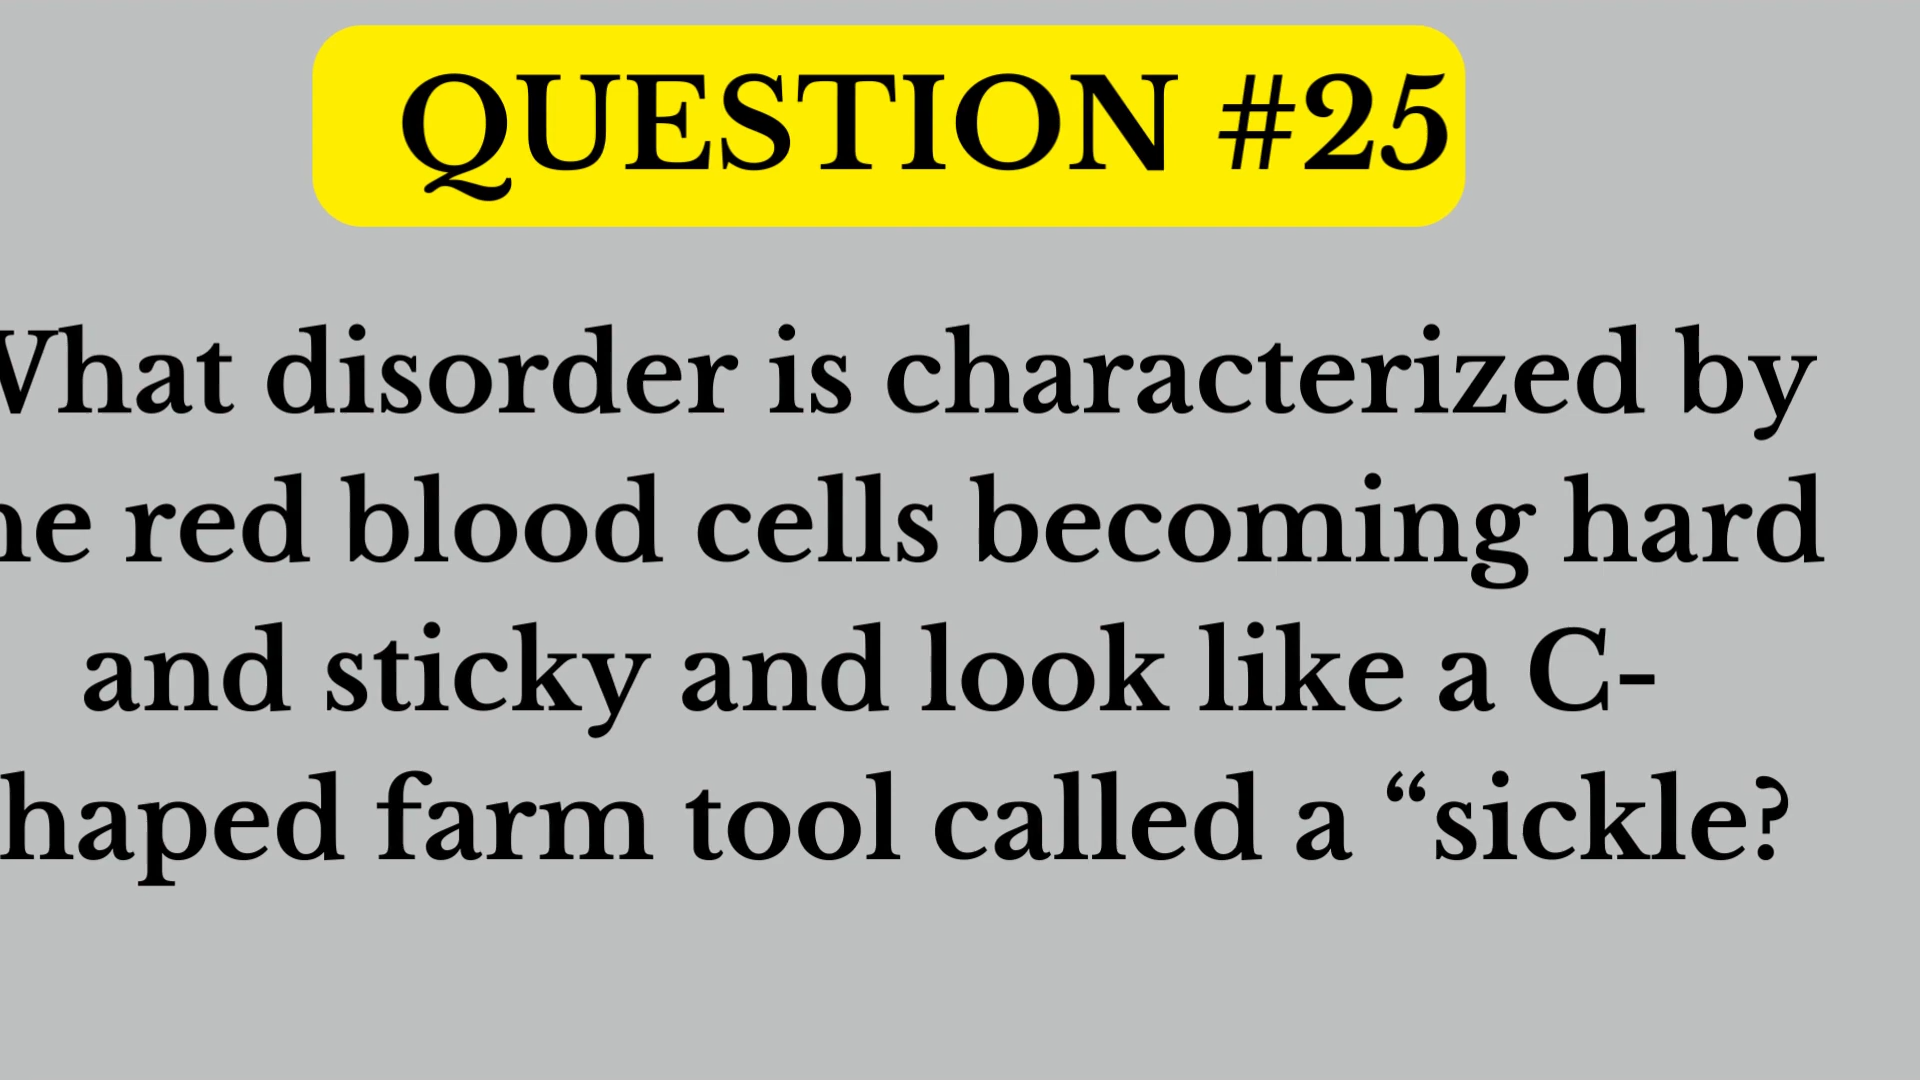 QUESTION #25
What disorder is characterized by
he red blood cells becoming hard
and sticky and look like a C-
haped farm tool called a “sickle?